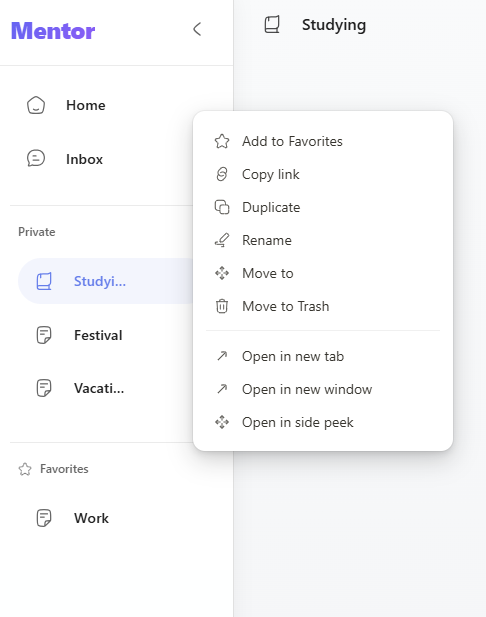 Mentor
Studying
Home
Inbox
Private
Studyi...
Festival
Vacati...
Favorites
Work
Add to Favorites
Copy link
Duplicate
Rename
Move to
Move to Trash
Open in new tab
Open in new window
Open in side peek